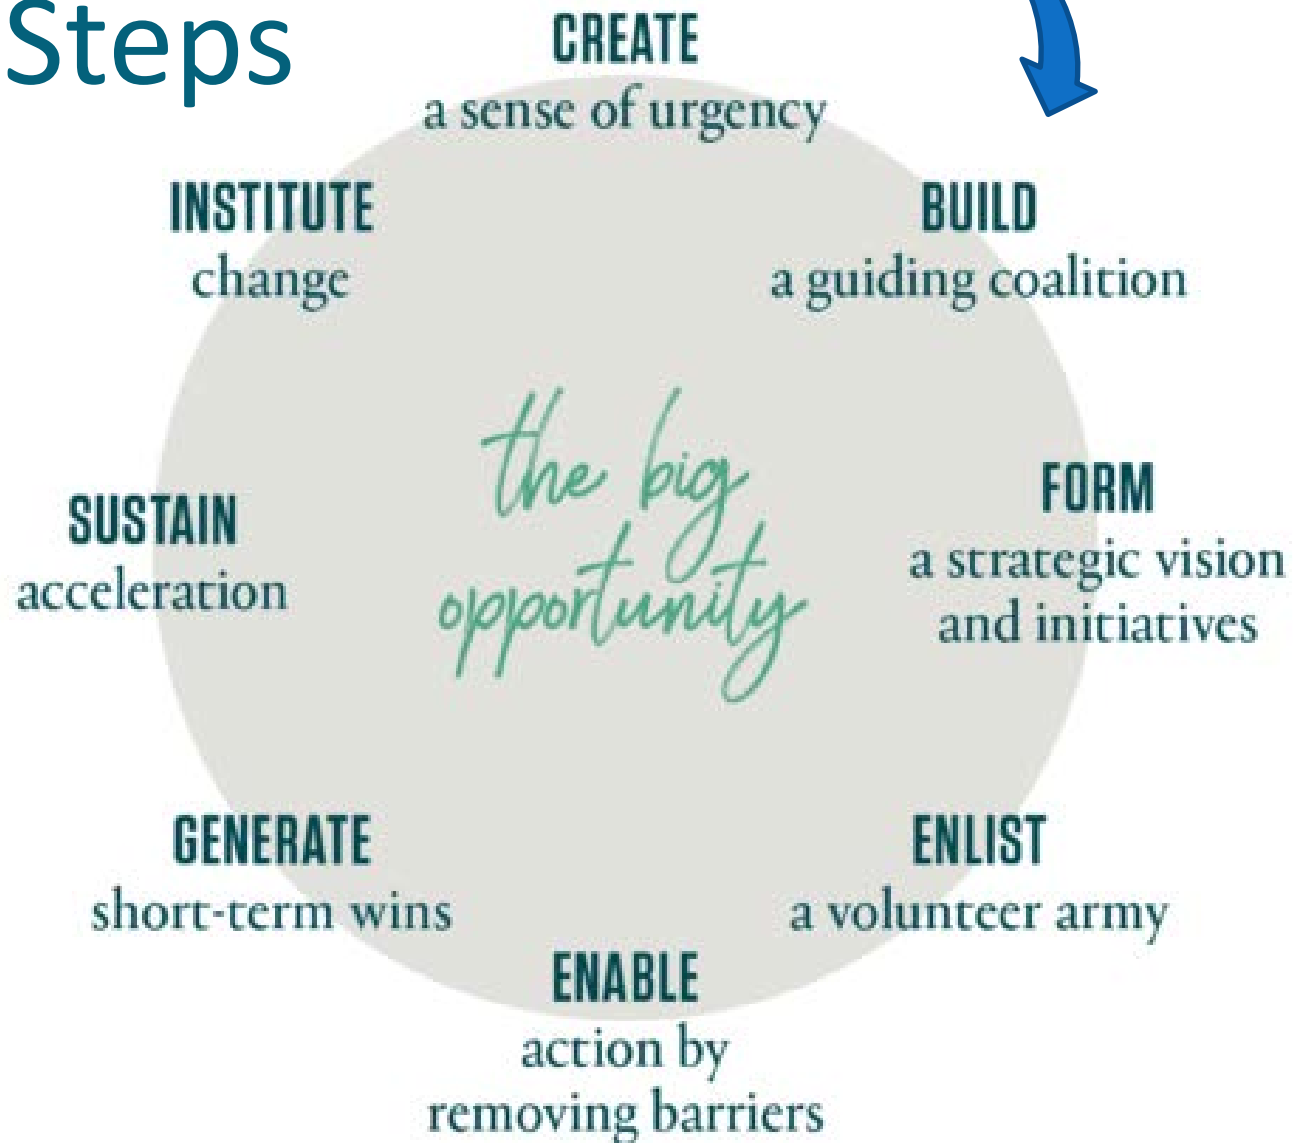 Steps
CREATE
a sense of urgency
BUILD
a guiding coalition
FORM
a strategic vision
and initiatives
ENLIST
a volunteer army
ENABLE
action by
removing barriers
GENERATE
short-term wins
SUSTAIN
acceleration
INSTITUTE
change
the big
opportunity